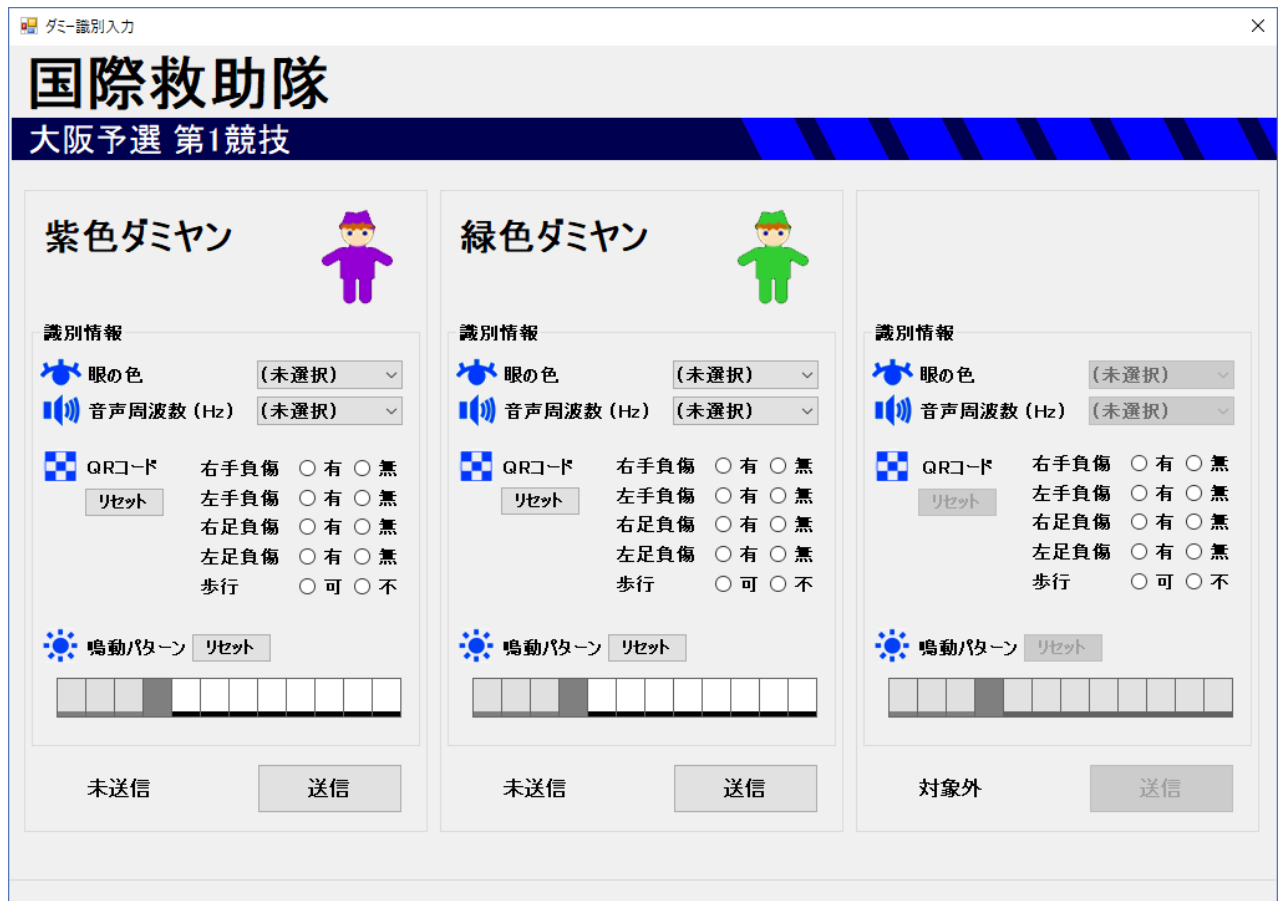 ダミー識別入力
国際救助隊
大阪予選 第1競技
紫色ダミヤン
識別情報
眼の色 (未選択)
音声周波数(Hz) (未選択)
QRコード
リセット
右手負傷 有 無
左手負傷 有 無
右足負傷 有 無
左足負傷 有 無
歩行 可 不
鳴動パターン リセット
未送信 送信
緑色ダミヤン
識別情報
眼の色 (未選択)
音声周波数(Hz) (未選択)
QRコード
リセット
右手負傷 有 無
左手負傷 有 無
右足負傷 有 無
左足負傷 有 無
歩行 可 不
鳴動パターン リセット
未送信 送信
識別情報
眼の色 (未選択)
音声周波数(Hz) (未選択)
QRコード
リセット
右手負傷 有 無
左手負傷 有 無
右足負傷 有 無
左足負傷 有 無
歩行 可 不
鳴動パターン リセット
対象外 送信